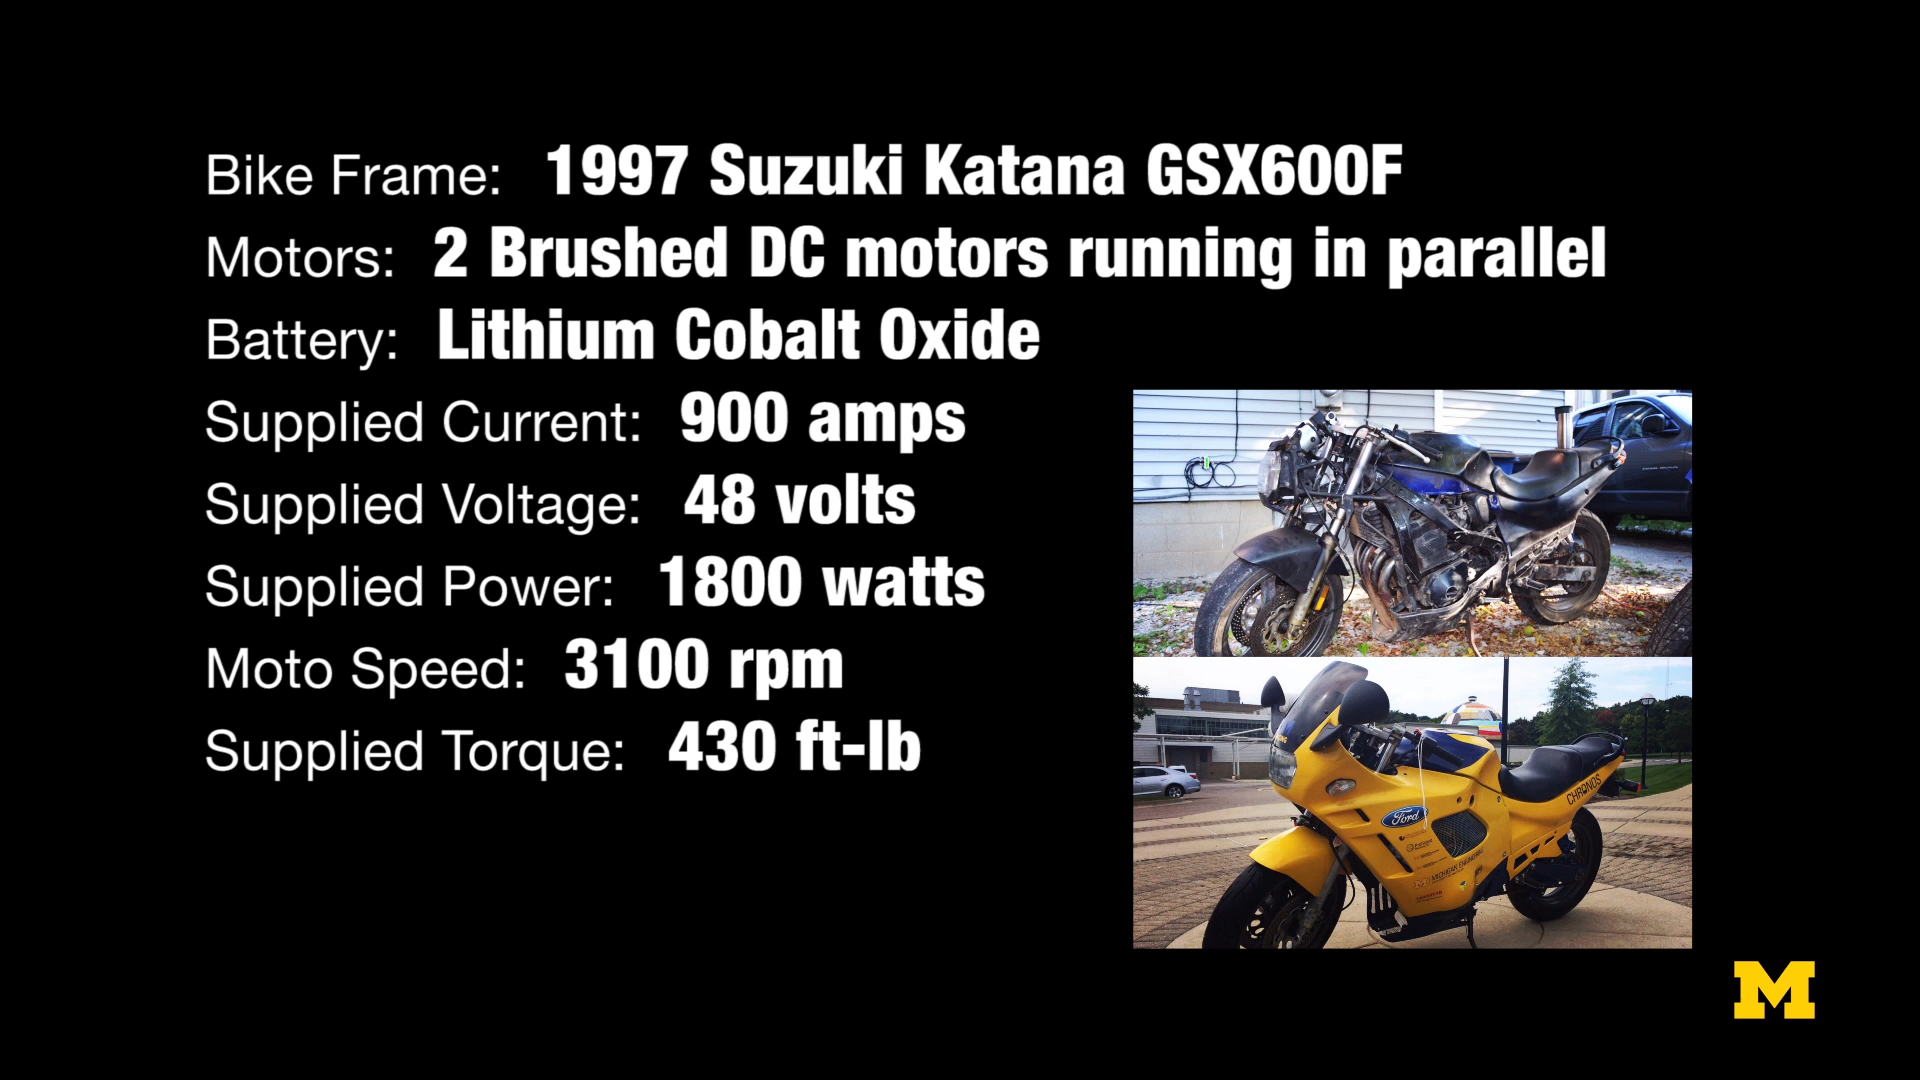 Bike Frame: 1997 Suzuki Katana GSX600F
Motors: 2 Brushed DC motors running in parallel
Battery: Lithium Cobalt Oxide
Supplied Current: 900 amps
Supplied Voltage: 48 volts
Supplied Power: 1800 watts
Moto Speed: 3100 rpm
Supplied Torque: 430 ft-lb
CHRONOS
Ford
M